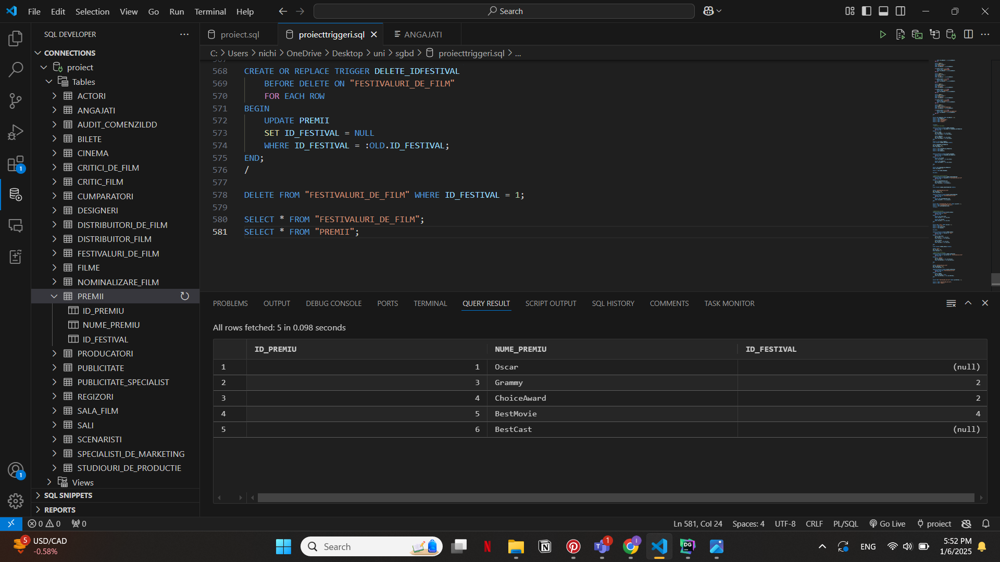 File Edit Selection View Go Run Terminal Help
Search
SQL DEVELOPER
proiect.sql
proiecttriggeri.sql
ANGAJATI
C: > Users > nichi > OneDrive > Desktop > uni > sgbd > proiecttriggeri.sql > ...
CONNECTIONS
proiect
Tables
ACTORI
ANGAJATI
AUDIT_COMENZILDD
BILETE
CINEMA
CRITICI_DE_FILM
CRITIC_FILM
CUMPARATORI
DESIGNERI
DISTRIBUITORI_DE_FILM
DISTRIBUITOR_FILM
FESTIVALURI_DE_FILM
FILME
NOMINALIZARE_FILM
PREMII
ID_PREMIU
NUME_PREMIU
ID_FESTIVAL
PRODUCATORI
PUBLICITATE
PUBLICITATE_SPECIALIST
REGIZORI
SALA_FILM
SALI
SCENARISTI
SPECIALISTI_DE_MARKETING
STUDIOURI_DE_PRODUCTIE
Views
SQL SNIPPETS
REPORTS
1
1
568 CREATE OR REPLACE TRIGGER DELETE_IDFESTIVAL
569 BEFORE DELETE ON "FESTIVALURI_DE_FILM"
570 FOR EACH ROW
571 BEGIN
572 UPDATE PREMII
573 SET ID_FESTIVAL = NULL
574 WHERE ID_FESTIVAL = :OLD.ID_FESTIVAL;
575 END;
576 /
577
578 DELETE FROM "FESTIVALURI_DE_FILM" WHERE ID_FESTIVAL = 1;
579
580 SELECT * FROM "FESTIVALURI_DE_FILM";
581 SELECT * FROM "PREMII";
PROBLEMS OUTPUT DEBUG CONSOLE PORTS TERMINAL QUERY RESULT SCRIPT OUTPUT SQL HISTORY COMMENTS TASK MONITOR
All rows fetched: 5 in 0.098 seconds
ID_PREMIU NUME_PREMIU ID_FESTIVAL
1 1 Oscar (null)
2 3 Grammy 2
3 4 ChoiceAward 2
4 5 BestMovie 4
5 6 BestCast (null)
0 0 0
Ln 581, Col 24 Spaces: 4 UTF-8 CRLF PL/SQL Go Live proiect
5
USD/CAD
-0.58%
Search
N
1
I
DG
ENG
5:52 PM
1/6/2025